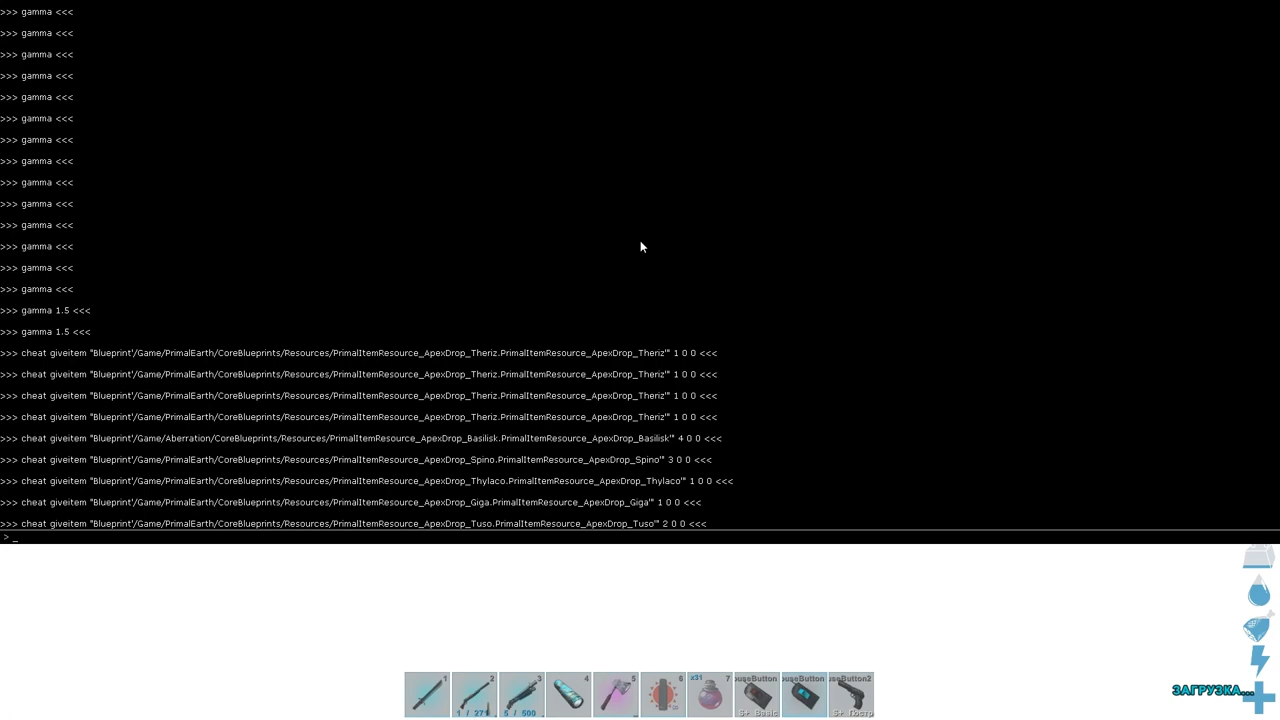 >>> gamma <<<
>>> gamma <<<
>>> gamma <<<
>>> gamma <<<
>>> gamma <<<
>>> gamma <<<
>>> gamma <<<
>>> gamma <<<
>>> gamma <<<
>>> gamma <<<
>>> gamma <<<
>>> gamma <<<
>>> gamma <<<
>>> gamma <<<
>>> gamma 1.5 <<<
>>> gamma 1.5 <<<
>>> cheat giveitem "Blueprint'/Game/PrimalEarth/CoreBlueprints/Resources/PrimalItemResource_ApexDrop_Theriz.PrimalItemResource_ApexDrop_Theriz'" 1 0 0 <<<
>>> cheat giveitem "Blueprint'/Game/PrimalEarth/CoreBlueprints/Resources/PrimalItemResource_ApexDrop_Theriz.PrimalItemResource_ApexDrop_Theriz'" 1 0 0 <<<
>>> cheat giveitem "Blueprint'/Game/PrimalEarth/CoreBlueprints/Resources/PrimalItemResource_ApexDrop_Theriz.PrimalItemResource_ApexDrop_Theriz'" 1 0 0 <<<
>>> cheat giveitem "Blueprint'/Game/PrimalEarth/CoreBlueprints/Resources/PrimalItemResource_ApexDrop_Theriz.PrimalItemResource_ApexDrop_Theriz'" 1 0 0 <<<
>>> cheat giveitem "Blueprint'/Game/Aberration/CoreBlueprints/Resources/PrimalItemResource_ApexDrop_Basilisk.PrimalItemResource_ApexDrop_Basilisk'" 4 0 0 <<<
>>> cheat giveitem "Blueprint'/Game/PrimalEarth/CoreBlueprints/Resources/PrimalItemResource_ApexDrop_Spino.PrimalItemResource_ApexDrop_Spino'" 3 0 0 <<<
>>> cheat giveitem "Blueprint'/Game/PrimalEarth/CoreBlueprints/Resources/PrimalItemResource_ApexDrop_Thylaco.PrimalItemResource_ApexDrop_Thylaco'" 1 0 0 <<<
>>> cheat giveitem "Blueprint'/Game/PrimalEarth/CoreBlueprints/Resources/PrimalItemResource_ApexDrop_Giga.PrimalItemResource_ApexDrop_Giga'" 1 0 0 <<<
>>> cheat giveitem "Blueprint'/Game/PrimalEarth/CoreBlueprints/Resources/PrimalItemResource_ApexDrop_Tuso.PrimalItemResource_ApexDrop_Tuso'" 2 0 0 <<<
> _
ЗАГРУЗКА...
1 2 3 4 5 6 x31 7 ouseButton ouseButton ouseButton2
1 / 271 5 / 500 S+ Basic S+ Постр